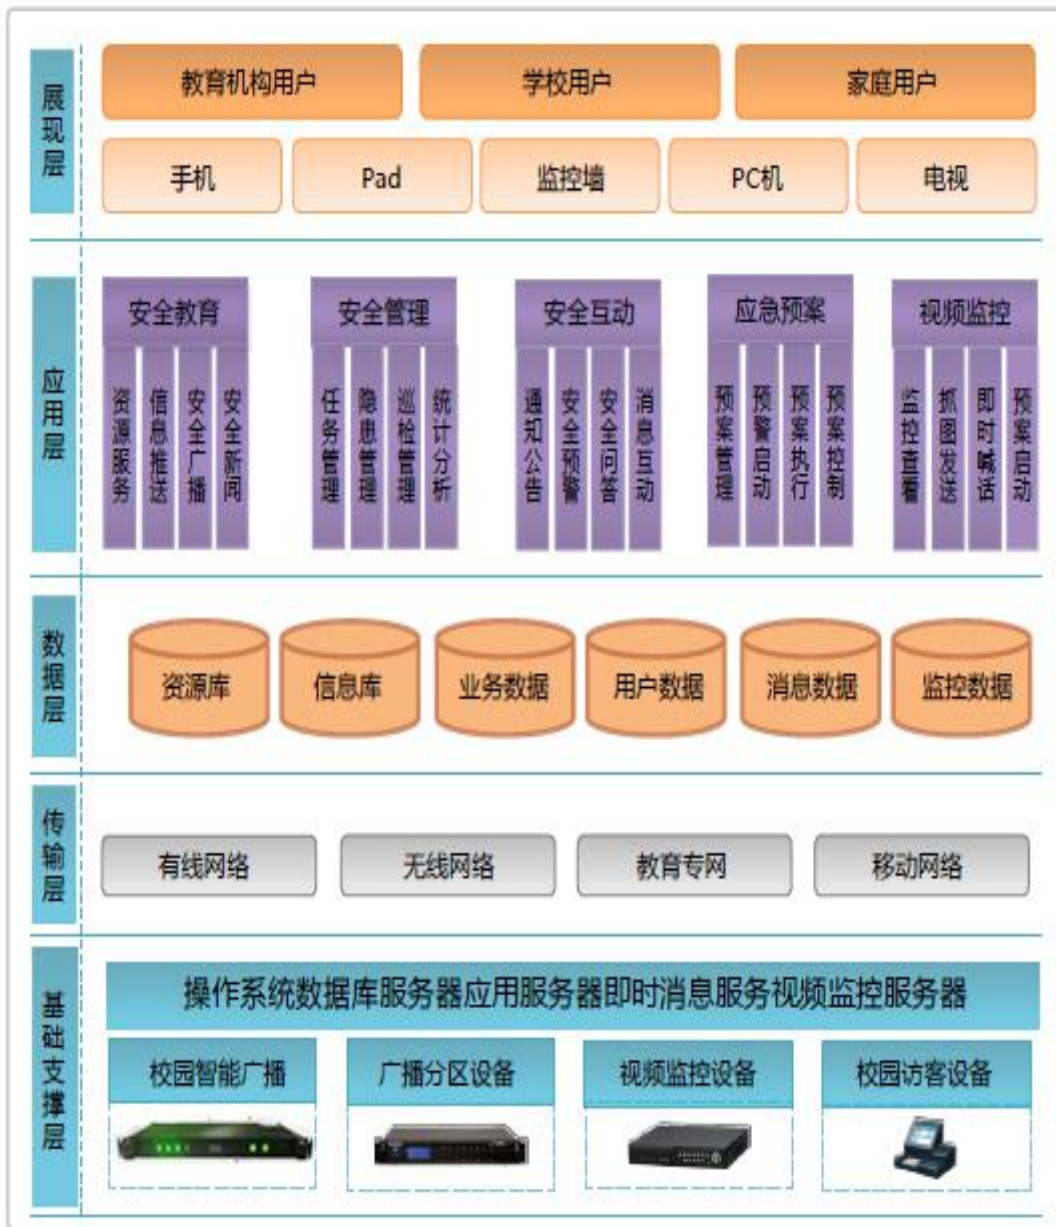 展现层
教育机构用户
学校用户
家庭用户
手机
Pad
监控墙
PC机
电视
应用层
安全教育
资源服务
信息推送
安全广播
安全新闻
安全管理
任务管理
隐患管理
巡检管理
统计分析
安全互动
通知公告
安全预警
安全问答
消息互动
应急预案
预案管理
预警启动
预案执行
预案控制
视频监控
监控查看
抓图发送
即时喊话
预案启动
数据层
资源库
信息库
业务数据
用户数据
消息数据
监控数据
传输层
有线网络
无线网络
教育专网
移动网络
基础支撑层
操作系统数据库服务器应用服务器即时消息服务视频监控服务器
校园智能广播
广播分区设备
视频监控设备
校园访客设备